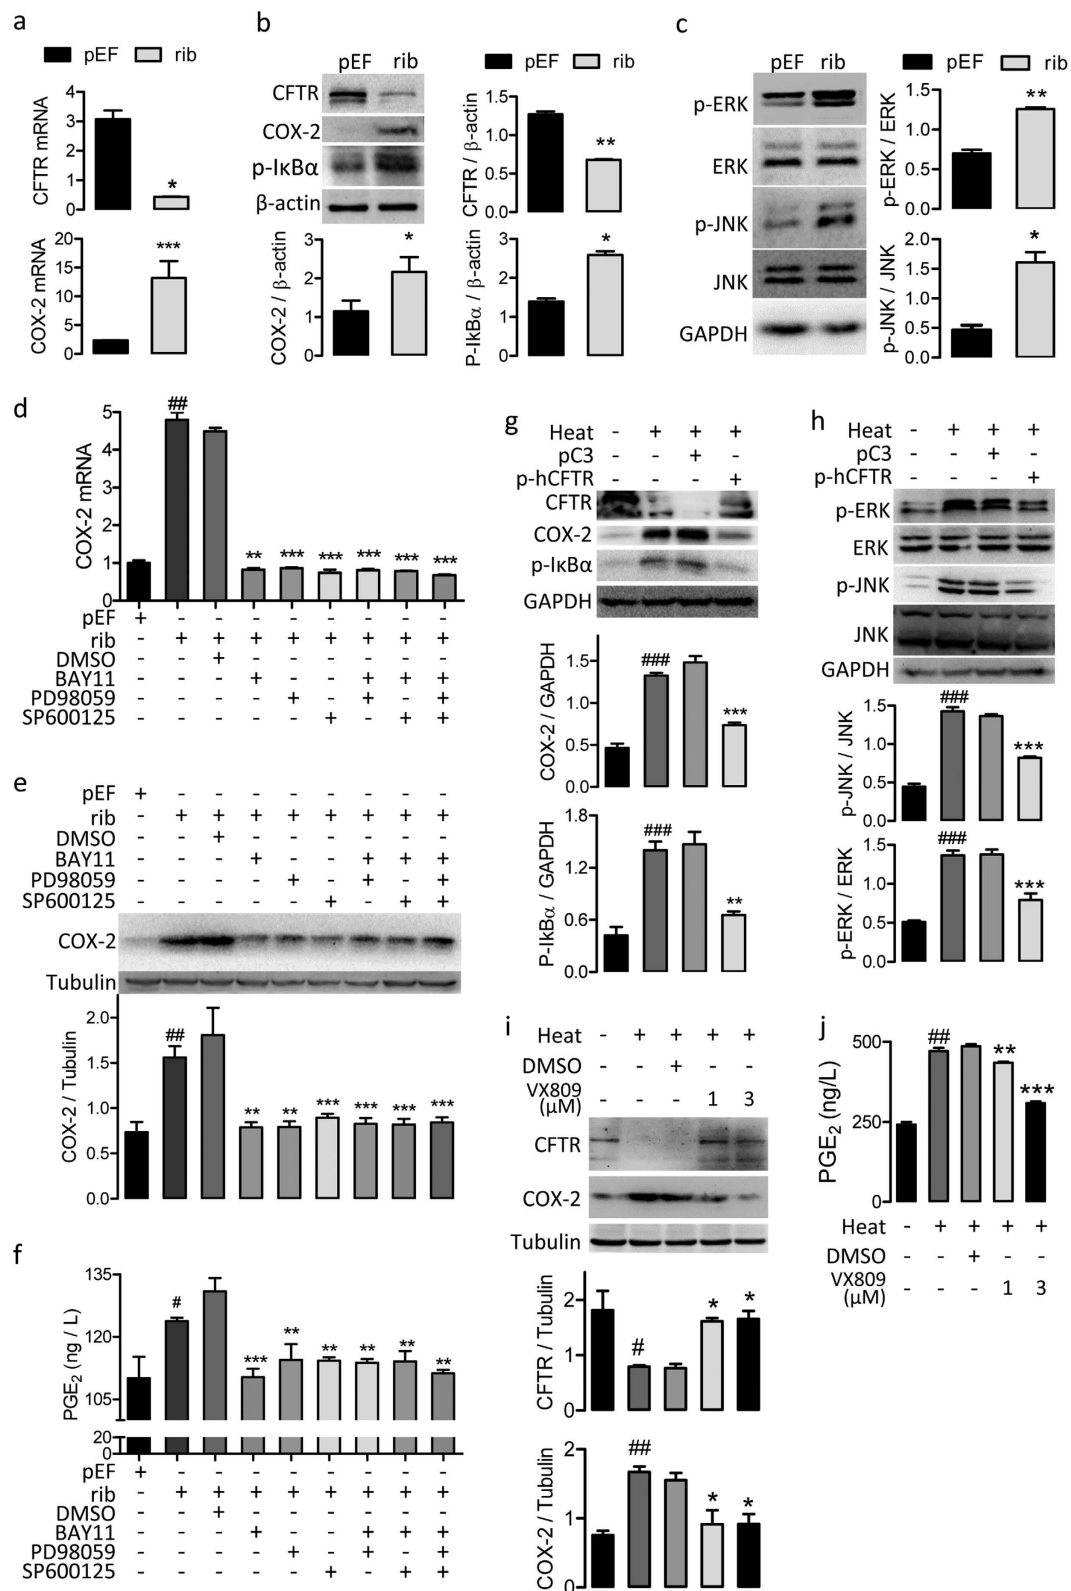 a
pEF rib
CFTR mRNA
4
3
2
1
0
*
COX-2 mRNA
20
15
10
5
0
***
b
pEF rib
CFTR
COX-2
p-IκBα
β-actin
COX-2 / β-actin
3
2
1
0
*
pEF rib
CFTR / β-actin
1.5
1.0
0.5
0.0
**
P-IκBα / β-actin
3
2
1
0
*
c
pEF rib
p-ERK
ERK
p-JNK
JNK
GAPDH
pEF rib
p-ERK / ERK
1.5
1.0
0.5
0.0
**
p-JNK / JNK
2.0
1.5
1.0
0.5
0.0
*
d
COX-2 mRNA
5
4
3
2
1
0
## ** *** *** *** *** ***
pEF + - - - - - - - -
rib - + + + + + + + +
DMSO - - + - - - - - -
BAY11 - - - + - - + + +
PD98059 - - - - + - + - +
SP600125 - - - - - + - + +
e
pEF + - - - - - - - -
rib - + + + + + + + +
DMSO - - + - - - - - -
BAY11 - - - + - - + + +
PD98059 - - - - + - + - +
SP600125 - - - - - + - + +
COX-2
Tubulin
COX-2 / Tubulin
2.0
1.5
1.0
0.5
0.0
## ** ** *** *** *** ***
f
PGE2 (ng / L)
135
120
105
20
0
# *** ** ** ** ** **
pEF + - - - - - - - -
rib - + + + + + + + +
DMSO - - + - - - - - -
BAY11 - - - + - - + + +
PD98059 - - - - + - + - +
SP600125 - - - - - + - + +
g
Heat - + + +
pC3 - - + -
p-hCFTR - - - +
CFTR
COX-2
p-IκBα
GAPDH
COX-2 / GAPDH
1.5
0.5
0.0
### ***
P-IκBα / GAPDH
1.8
1.2
0.6
0.0
### **
h
Heat - + + +
pC3 - - + -
p-hCFTR - - - +
p-ERK
ERK
p-JNK
JNK
GAPDH
p-JNK / JNK
1.5
1.0
0.5
0.0
### ***
p-ERK / ERK
1.5
1.0
0.5
0.0
### ***
i
Heat - + + + +
DMSO - - + - -
VX809 (μM) - - - 1 3
CFTR
COX-2
Tubulin
CFTR / Tubulin
2
1
0
# * *
COX-2 / Tubulin
2
1
0
## * *
j
PGE2 (ng/L)
500
250
0
## ** ***
Heat - + + + +
DMSO - - + - -
VX809 (μM) - - - 1 3